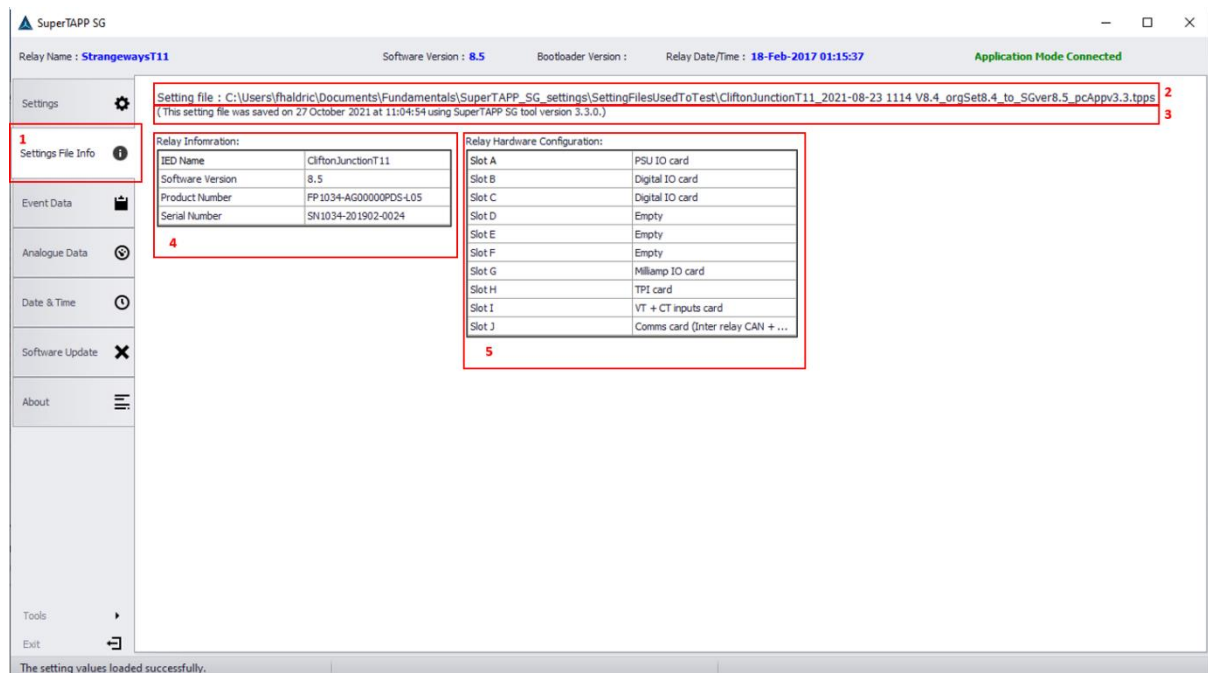 SuperTAPP SG
Relay Name : StrangewaysT11 Software Version : 8.5 Bootloader Version : Relay Date/Time : 18-Feb-2017 01:15:37 Application Mode Connected
Settings
1
Settings File Info
Event Data
Analogue Data
Date & Time
Software Update
About
Tools
Exit
Setting file : C:\Users\fhaldric\Documents\Fundamentals\SuperTAPP_SG_settings\SettingFilesUsedToTest\CliftonJunctionT11_2021-08-23 1114 V8.4_orgSet8.4_to_SGver8.5_pcAppv3.3.tpps 2
( This setting file was saved on 27 October 2021 at 11:04:54 using SuperTAPP SG tool version 3.3.0.) 3
Relay Infomration:
IED Name CliftonJunctionT11
Software Version 8.5
Product Number FP1034-AG00000PDS-L05
Serial Number SN1034-201902-0024
4
Relay Hardware Configuration:
Slot A PSU IO card
Slot B Digital IO card
Slot C Digital IO card
Slot D Empty
Slot E Empty
Slot F Empty
Slot G Milliamp IO card
Slot H TPI card
Slot I VT + CT inputs card
Slot J Comms card (Inter relay CAN + ...
5
The setting values loaded successfully.